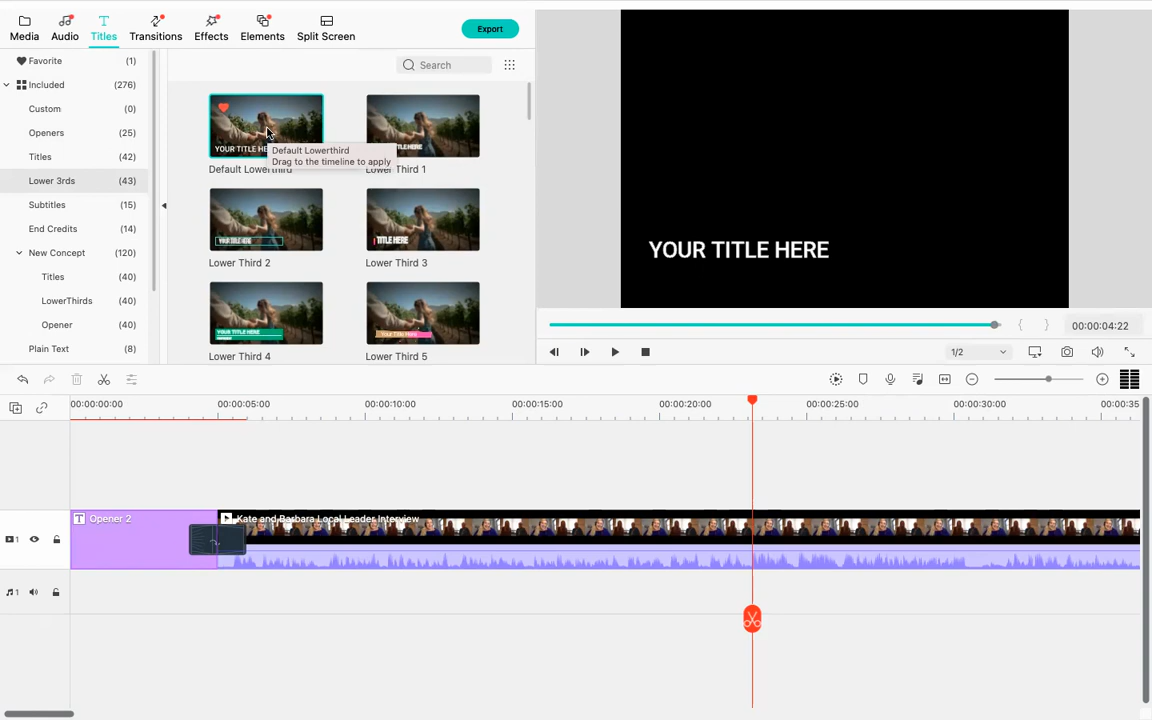 Media Audio Titles Transitions Effects Elements Split Screen Export
Favorite (1)
Included (276)
Custom (0)
Openers (25)
Titles (42)
Lower 3rds (43)
Subtitles (15)
End Credits (14)
New Concept (120)
Titles (40)
LowerThirds (40)
Opener (40)
Plain Text (8)
Search
YOUR TITLE HE
Default Lowerthird
Drag to the timeline to apply
Default Lowerthird
Lower Third 1
YOUR TITLE HERE
TITLE HERE
Lower Third 2
Lower Third 3
YOUR TITLE HERE
Your Title Here
Lower Third 4
Lower Third 5
YOUR TITLE HERE
00:00:04:22
1/2
00:00:00:00 00:00:05:00 00:00:10:00 00:00:15:00 00:00:20:00 00:00:25:00 00:00:30:00 00:00:35
T Opener 2
Kate and Barbara Local Leader Interview
1
1